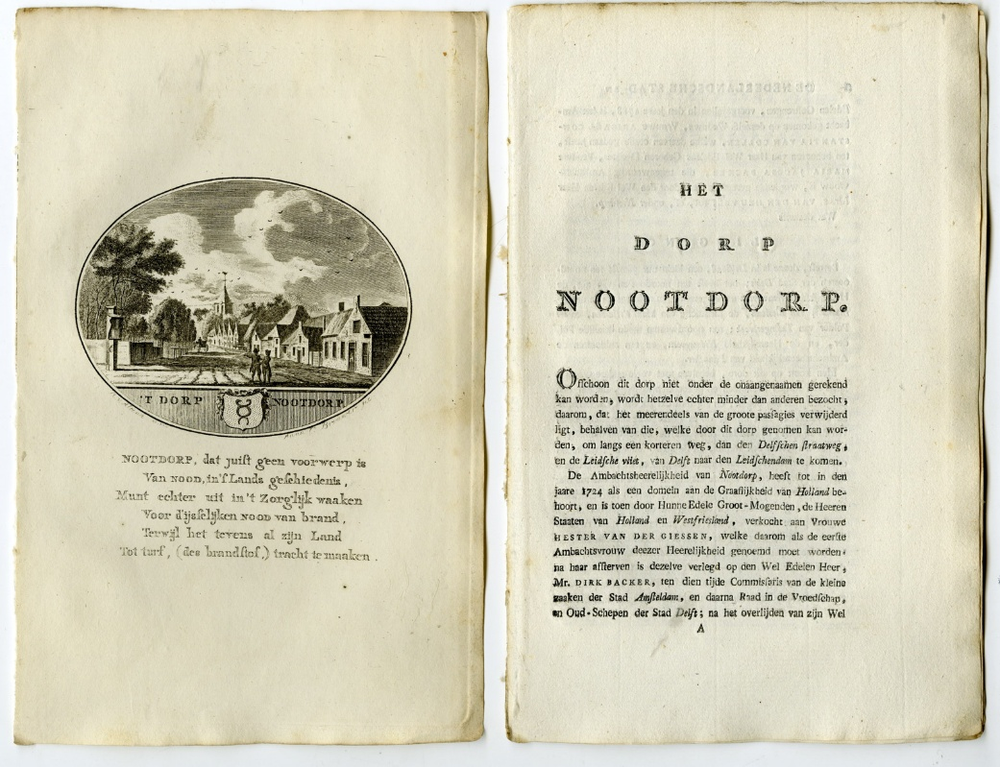 'T DORP NOOTDORP.
NOOTDORP, dat juiſt geen voorwerp is
Van NOOD, in 's Lands geſchiedenis,
Munt echter uit in 't Zorglyk waaken
Voor d'ijsſelijken NOOD van brand,
Terwijl het tevens al zijn Land
Tot turf, (des brandſtof,) tracht te maaken.
HET
DORP
NOOTDORP.
Offchoon dit dorp niet onder de onaangenaamen gerekend
kan worden, wordt hetzelve echter minder dan anderen bezocht,
daarom, dat het meerendeels van de groote pasſagies verwijderd
ligt, behalven van die, welke door dit dorp genomen kan wor-
den, om langs een korteren weg, dan den Delfſchen ſtraatweg,
en de Leidſche vliet, van Delft naar den Leidſchendam te komen.
De Ambachtsheerelijkheid van Nootdorp, heeft tot in den
jaare 1724 als een domein aan de Graaflijkheid van Holland be-
hoort, en is toen door Hunne Edele Groot-Mogenden, de Heeren
Staaten van Holland en Westfriesland, verkocht aan Vrouwe
HESTER VAN DER GIESSEN, welke daarom als de eerſte
Ambachtsvrouw deezer Heerelijkheid genoemd moet worden.
na haar afſterven is dezelve verlegd op den Wel Edelen Heer,
Mr. DIRK BACKER, ten dien tijde Commisſaris van de kleine
zaaken der Stad Amſteldam, en daarna Raad in de Vroedſchap,
en Oud-Schepen der Stad Delft; na het overlijden van zijn Wel
A